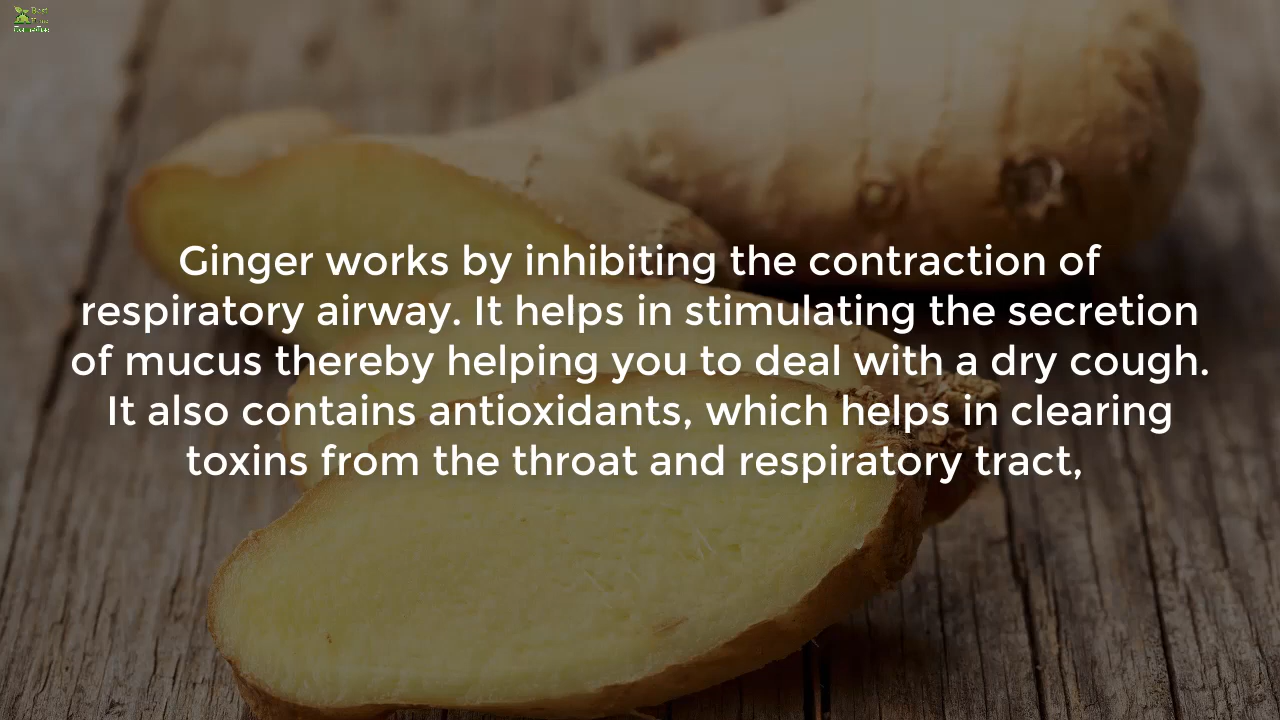 Ginger works by inhibiting the contraction of
respiratory airway. It helps in stimulating the secretion
of mucus thereby helping you to deal with a dry cough.
It also contains antioxidants, which helps in clearing
toxins from the throat and respiratory tract,